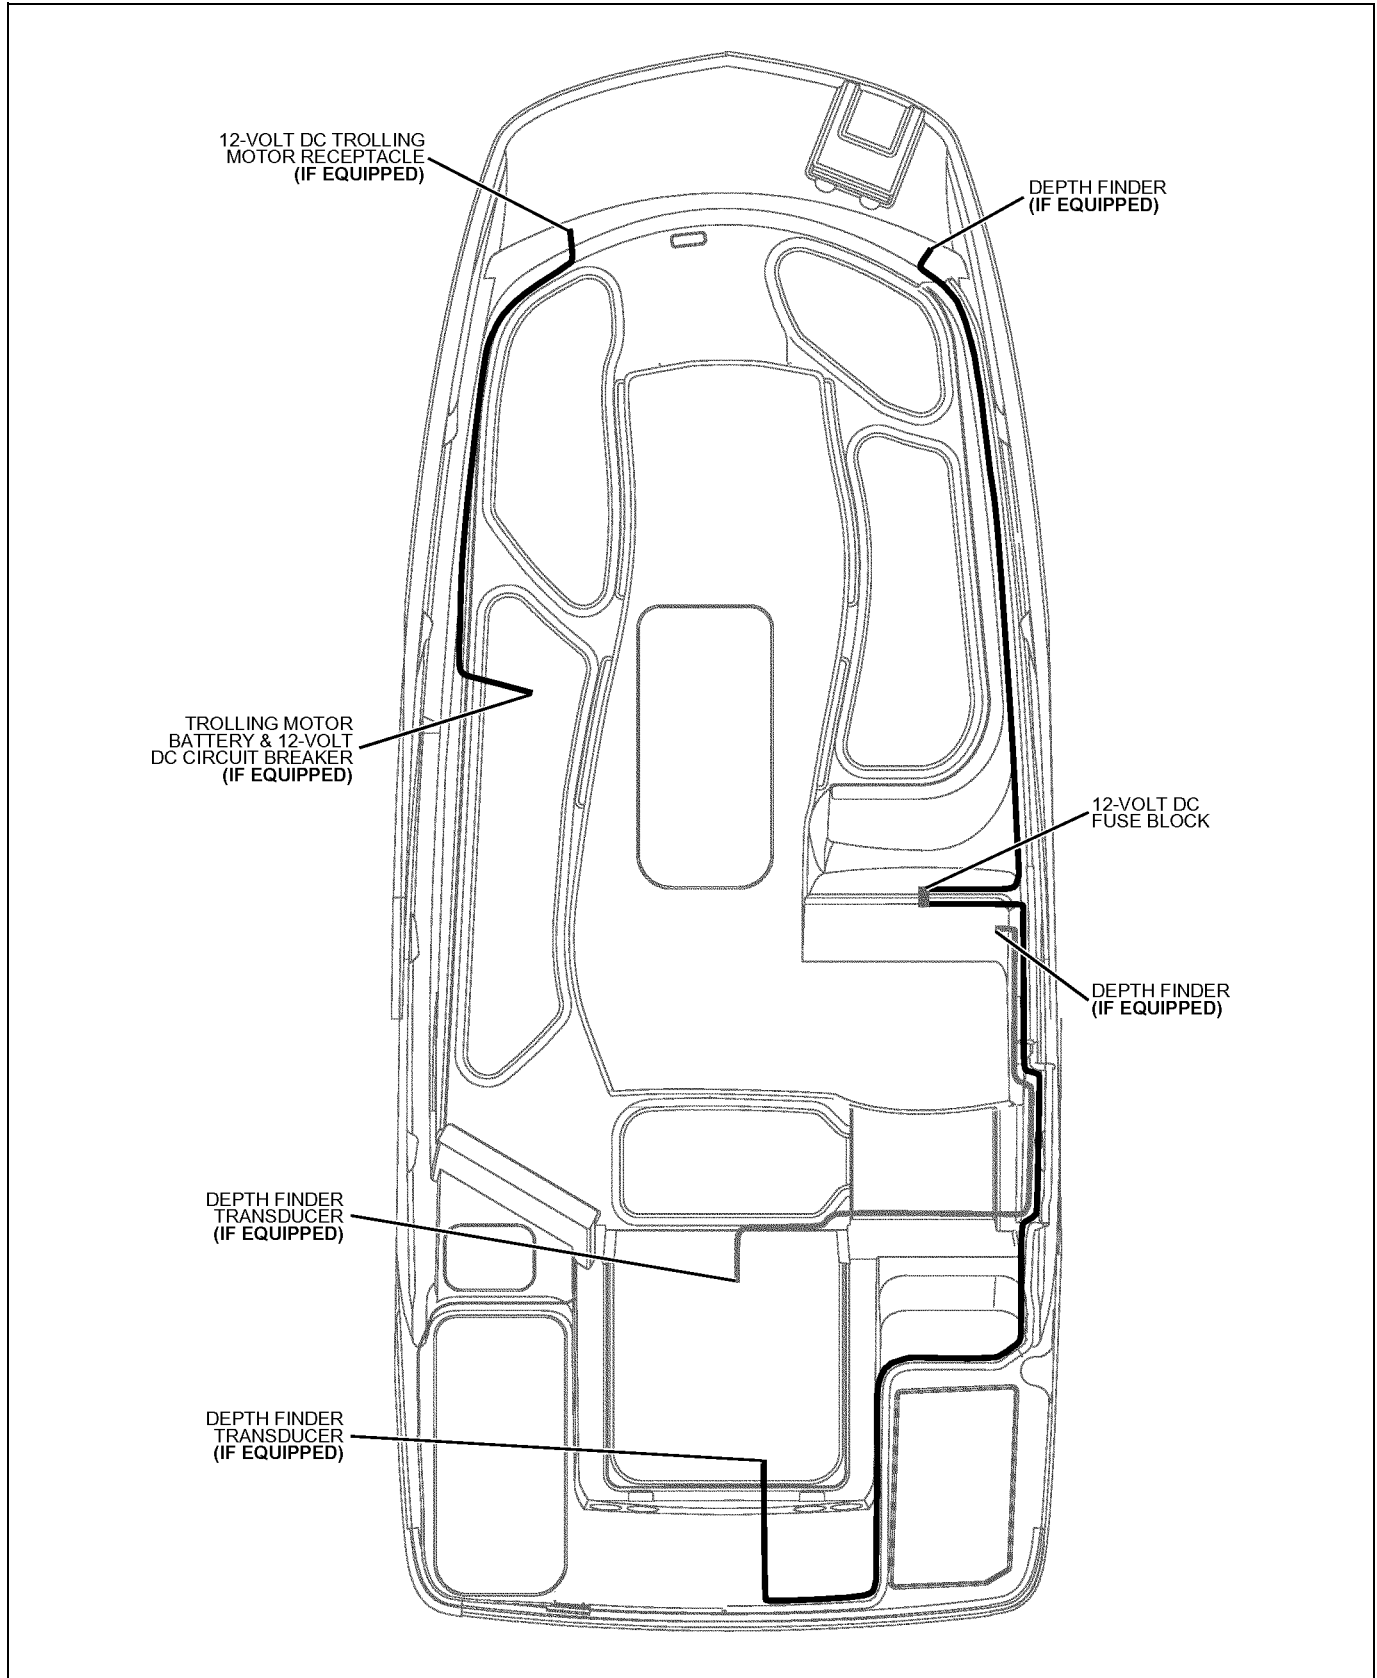 12-VOLT DC TROLLING
MOTOR RECEPTACLE
(IF EQUIPPED)
DEPTH FINDER
(IF EQUIPPED)
TROLLING MOTOR
BATTERY & 12-VOLT
DC CIRCUIT BREAKER
(IF EQUIPPED)
12-VOLT DC
FUSE BLOCK
DEPTH FINDER
(IF EQUIPPED)
DEPTH FINDER
TRANSDUCER
(IF EQUIPPED)
DEPTH FINDER
TRANSDUCER
(IF EQUIPPED)